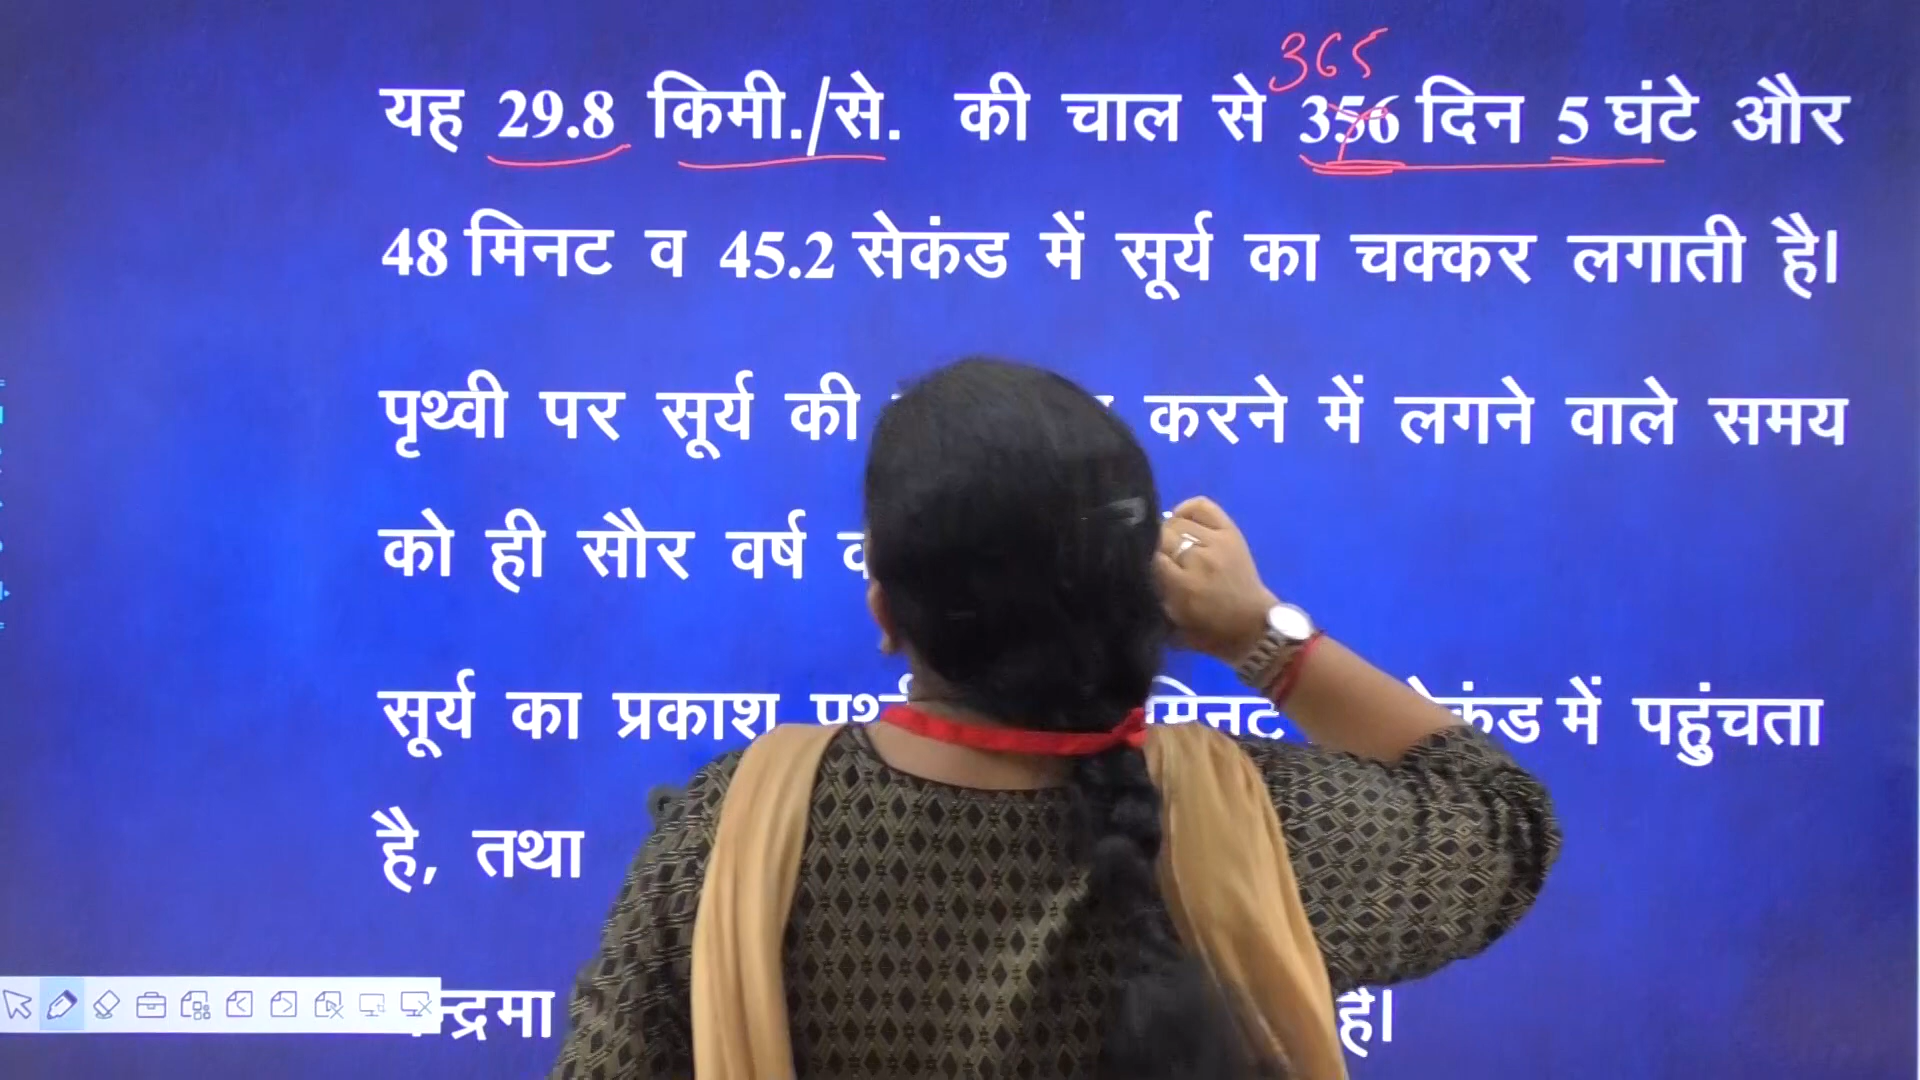 365
यह 29.8 किमी./से. की चाल से 356 दिन 5 घंटे और
48 मिनट व 45.2 सेकंड में सूर्य का चक्कर लगाती है।
पृथ्वी पर सूर्य की करने में लगने वाले समय
को ही सौर वर्ष
सूर्य का प्रकाश मिनट में पहुंचता
है, तथा
है।